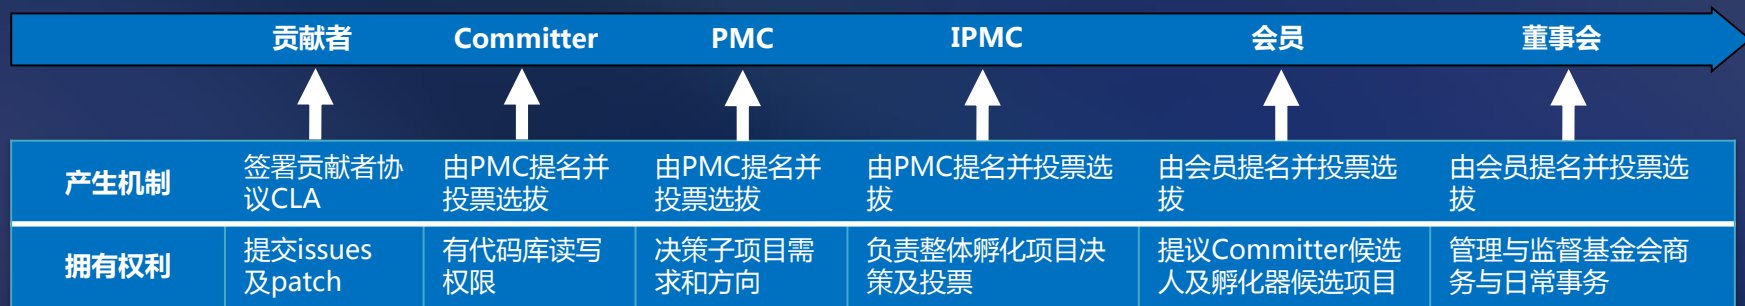 贡献者 Committer PMC IPMC 会员 董事会
产生机制
签署贡献者协
议CLA
由PMC提名并
投票选拔
由PMC提名并
投票选拔
由PMC提名并投票选
拔
由会员提名并投票选
拔
由会员提名并投票选
拔
拥有权利
提交issues
及patch
有代码库读写
权限
决策子项目需
求和方向
负责整体孵化项目决
策及投票
提议Committer候选
人及孵化器候选项目
管理与监督基金会商
务与日常事务